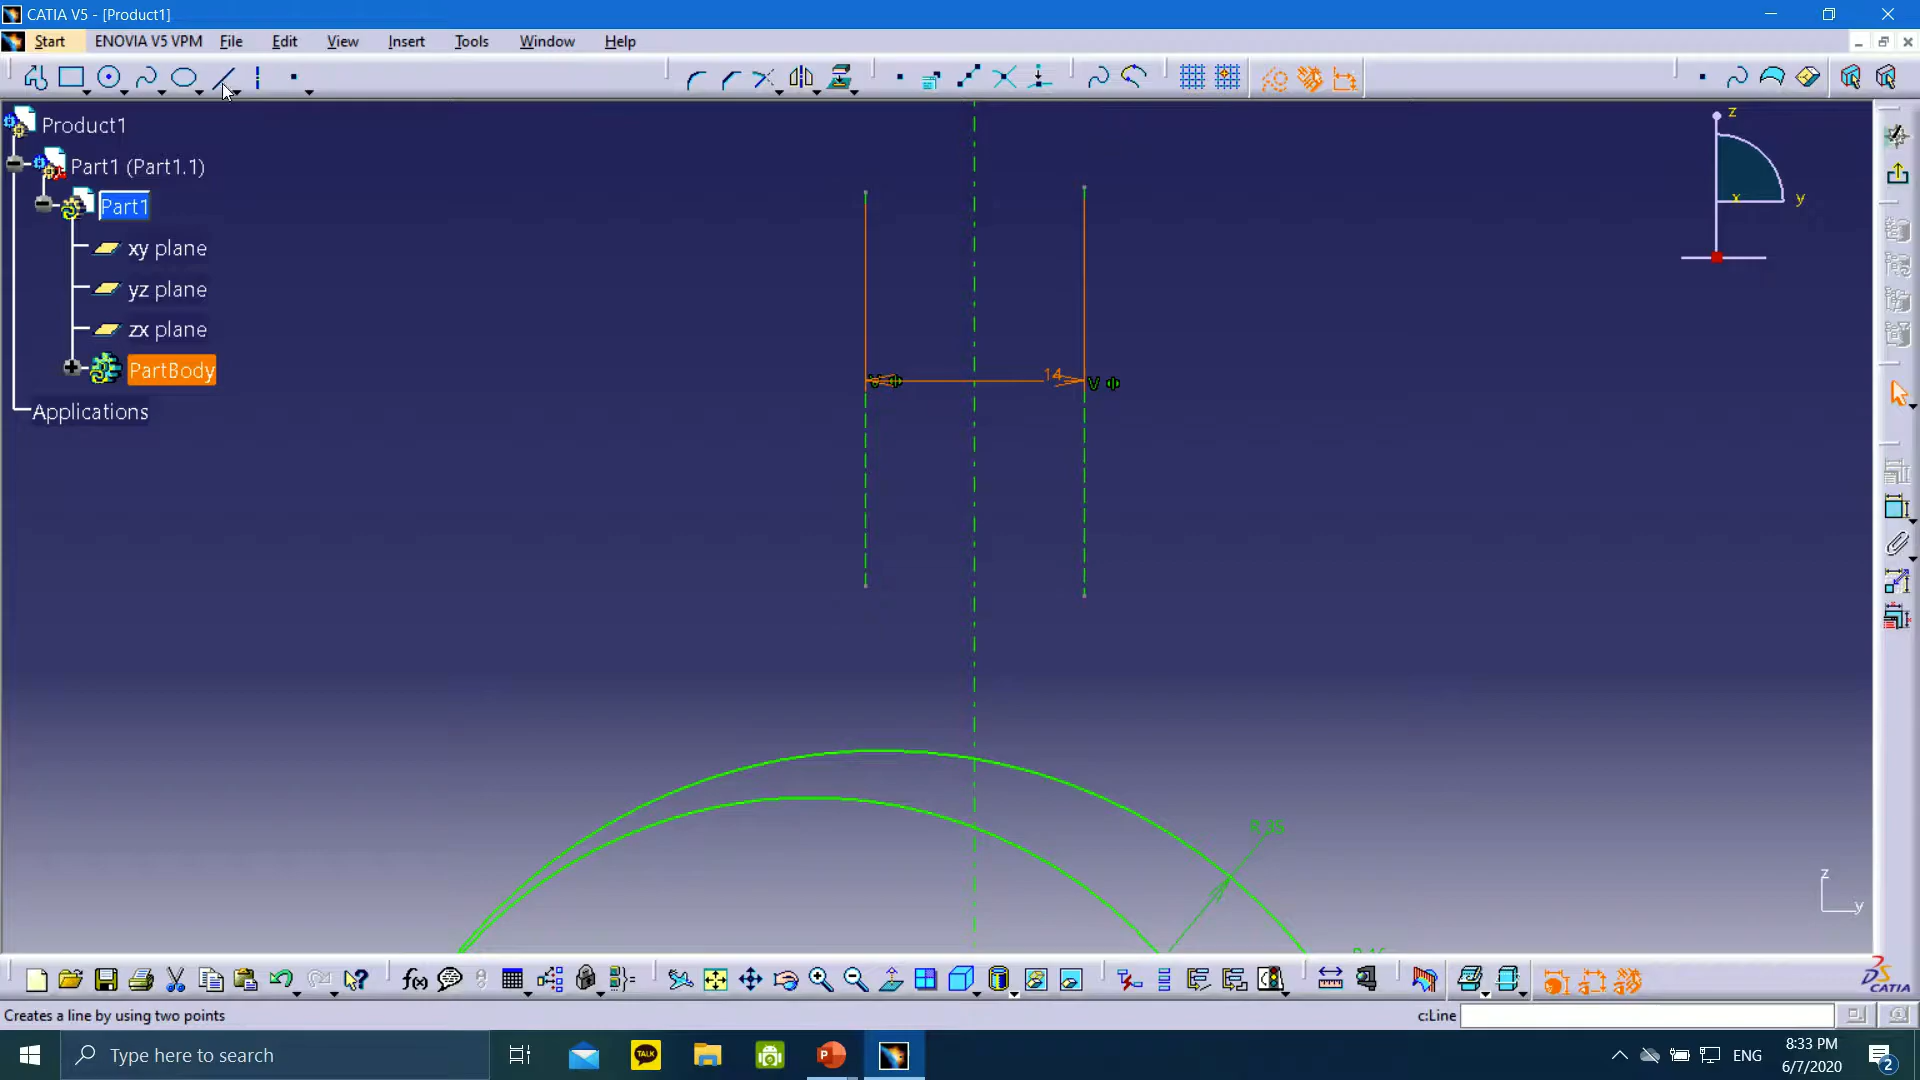 CATIA V5 - [Product1]
Start ENOVIA V5 VPM File Edit View Insert Tools Window Help
Product1
Part1 (Part1.1)
Part1
xy plane
yz plane
zx plane
PartBody
Applications
z
x
y
14
V
V
z
y
f(x)
CATIA
Creates a line by using two points
c:Line
Type here to search
TALK
P
ENG
8:33 PM
6/7/2020
2